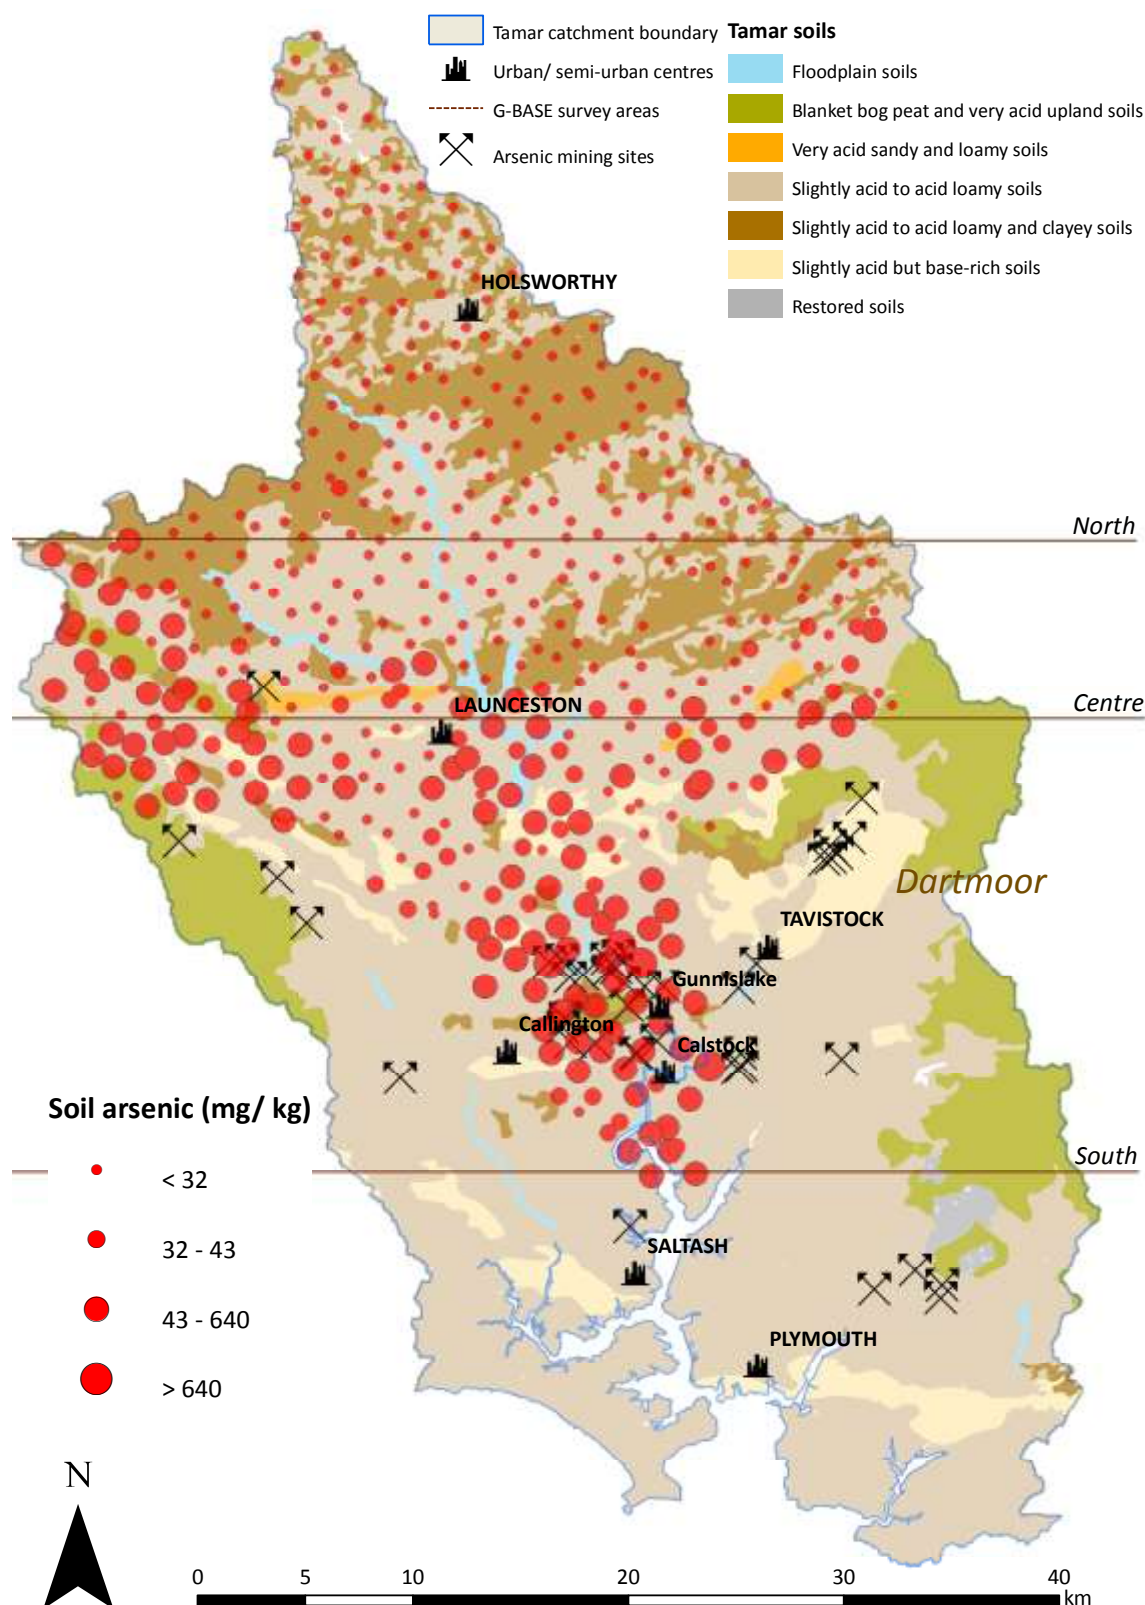 Tamar catchment boundary
Urban/ semi-urban centres
G-BASE survey areas
Arsenic mining sites
Tamar soils
Floodplain soils
Blanket bog peat and very acid upland soils
Very acid sandy and loamy soils
Slightly acid to acid loamy soils
Slightly acid to acid loamy and clayey soils
Slightly acid but base-rich soils
Restored soils
HOLSWORTHY
North
LAUNCESTON
Centre
Dartmoor
TAVISTOCK
Gunnislake
Callington
Calstock
South
SALTASH
PLYMOUTH
Soil arsenic (mg/ kg)
< 32
32 - 43
43 - 640
> 640
N
0 5 10 20 30 40
km